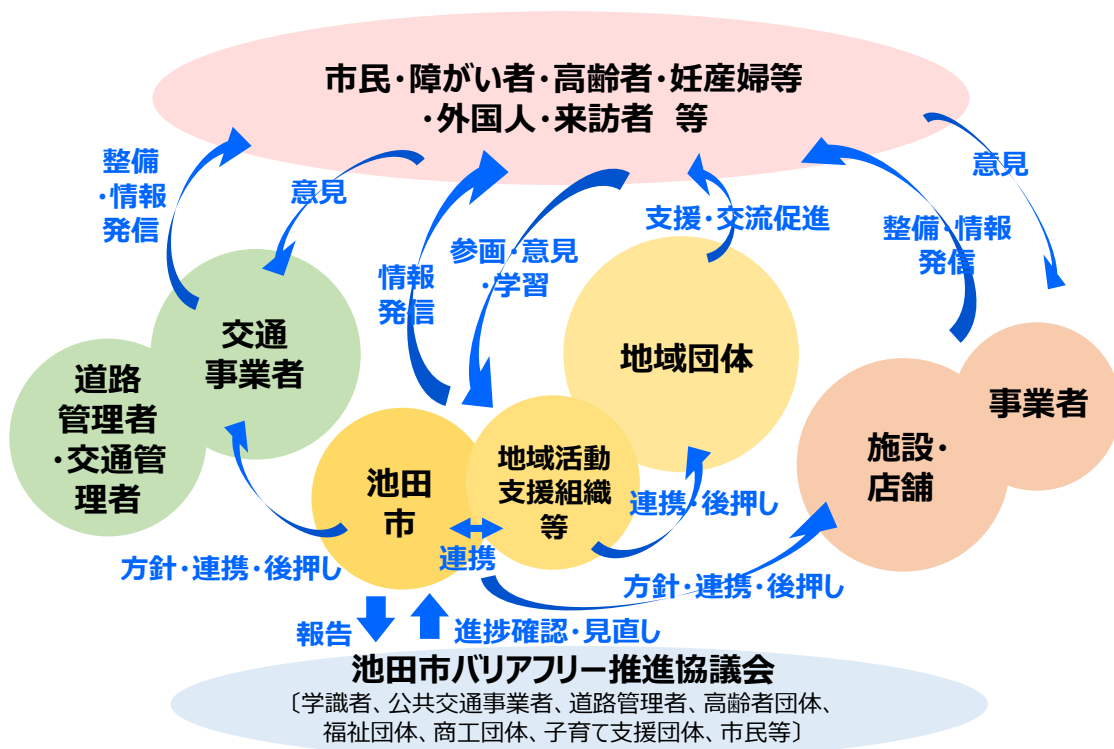 市民・障がい者・高齢者・妊産婦等
・外国人・来訪者 等
整備
・情報
発信
意見
情報
発信
参画・意見
・学習
支援・交流促進
整備・情報
発信
意見
交通
事業者
道路
管理者
・交通管
理者
地域団体
事業者
施設・
店舗
池田
市
地域活動
支援組織
等
連携
連携・後押し
方針・連携・後押し
方針・連携・後押し
報告
進捗確認・見直し
池田市バリアフリー推進協議会
〔学識者、公共交通事業者、道路管理者、高齢者団体、
福祉団体、商工団体、子育て支援団体、市民等〕